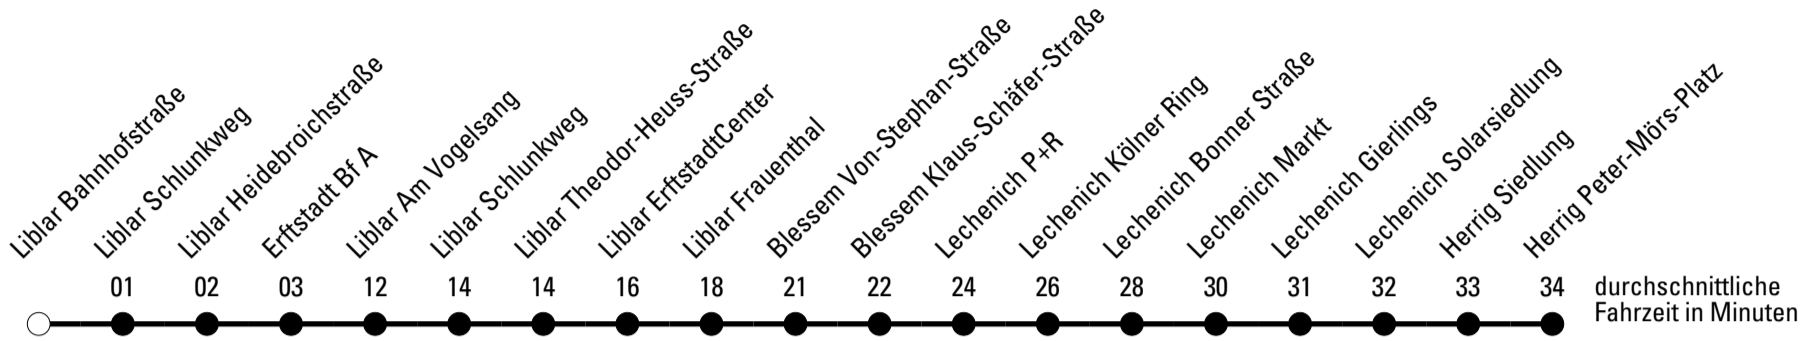 Liblar Bahnhofstraße
Liblar Schlunkweg
Liblar Heidebroichstraße
Erftstadt Bf A
Liblar Am Vogelsang
Liblar Schlunkweg
Liblar Theodor-Heuss-Straße
Liblar ErftstadtCenter
Liblar Frauenthal
Blessem Von-Stephan-Straße
Blessem Klaus-Schäfer-Straße
Lechenich P+R
Lechenich Kölner Ring
Lechenich Bonner Straße
Lechenich Markt
Lechenich Gierlings
Lechenich Solarsiedlung
Herrig Siedlung
Herrig Peter-Mörs-Platz
01 02 03 12 14 14 16 18 21 22 24 26 28 30 31 32 33 34
durchschnittliche
Fahrzeit in Minuten